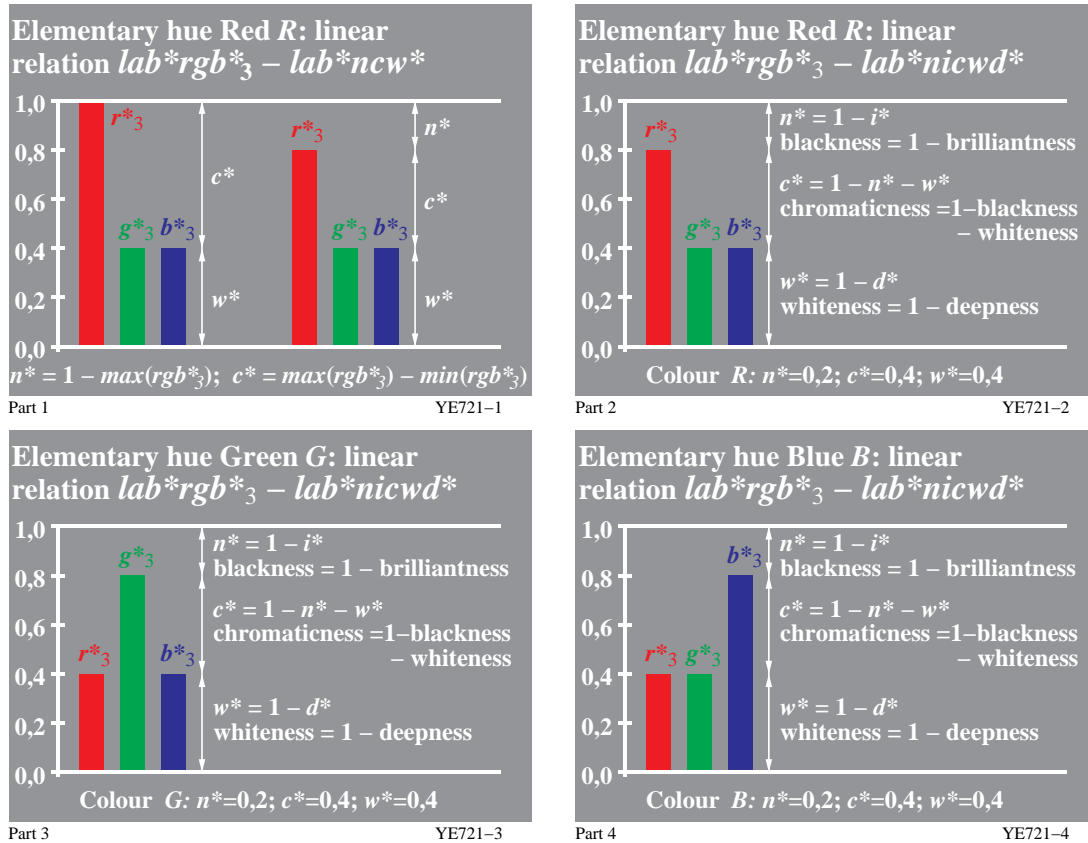 Elementary hue Red R: linear
relation lab*rgb*3 – lab*ncw*
1,0
0,8
0,6
0,4
0,2
0,0
r*3
g*3 b*3
c*
w*
r*3
g*3 b*3
n*
c*
w*
n* = 1 – max(rgb*3); c* = max(rgb*3) – min(rgb*3)
Part 1
YE721–1
Elementary hue Red R: linear
relation lab*rgb*3 – lab*nicwd*
1,0
0,8
0,6
0,4
0,2
0,0
r*3
g*3 b*3
n* = 1 – i*
blackness = 1 – brilliantness
c* = 1 – n* – w*
chromaticness =1–blackness
– whiteness
w* = 1 – d*
whiteness = 1 – deepness
Colour R: n*=0,2; c*=0,4; w*=0,4
Part 2
YE721–2
Elementary hue Green G: linear
relation lab*rgb*3 – lab*nicwd*
1,0
0,8
0,6
0,4
0,2
0,0
g*3
r*3
b*3
n* = 1 – i*
blackness = 1 – brilliantness
c* = 1 – n* – w*
chromaticness =1–blackness
– whiteness
w* = 1 – d*
whiteness = 1 – deepness
Colour G: n*=0,2; c*=0,4; w*=0,4
Part 3
YE721–3
Elementary hue Blue B: linear
relation lab*rgb*3 – lab*nicwd*
1,0
0,8
0,6
0,4
0,2
0,0
b*3
r*3 g*3
n* = 1 – i*
blackness = 1 – brilliantness
c* = 1 – n* – w*
chromaticness =1–blackness
– whiteness
w* = 1 – d*
whiteness = 1 – deepness
Colour B: n*=0,2; c*=0,4; w*=0,4
Part 4
YE721–4